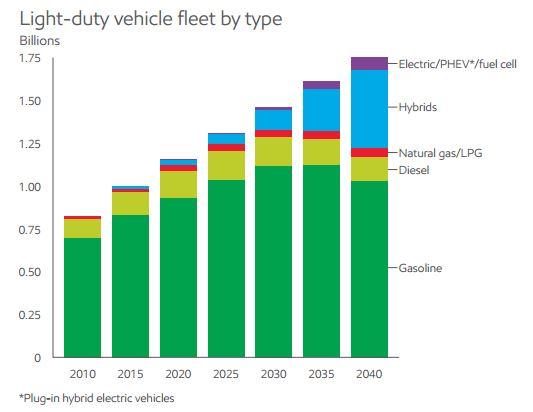 Light-duty vehicle fleet by type
Billions
1.75
Electric/PHEV*/fuel cell
1.50
Hybrids
1.25
Natural gas/LPG
Diesel
1.00
0.75
0.50
Gasoline
0.25
0
2010 2015 2020 2025 2030 2035 2040
*Plug-in hybrid electric vehicles